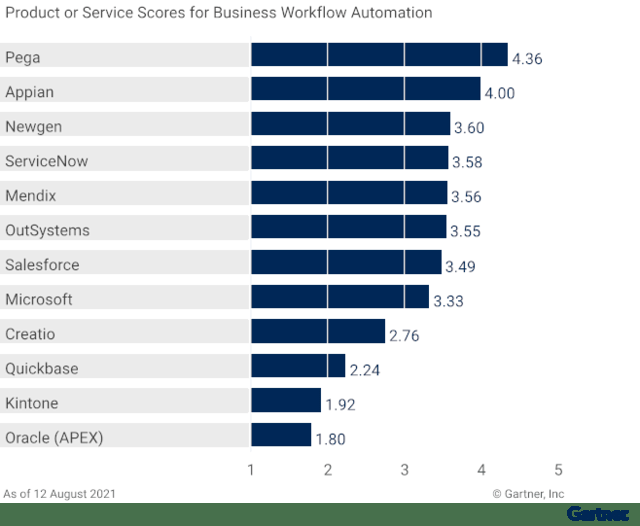 Product or Service Scores for Business Workflow Automation
Pega 4.36
Appian 4.00
Newgen 3.60
ServiceNow 3.58
Mendix 3.56
OutSystems 3.55
Salesforce 3.49
Microsoft 3.33
Creatio 2.76
Quickbase 2.24
Kintone 1.92
Oracle (APEX) 1.80
1 2 3 4 5
As of 12 August 2021 © Gartner, Inc
Gartner